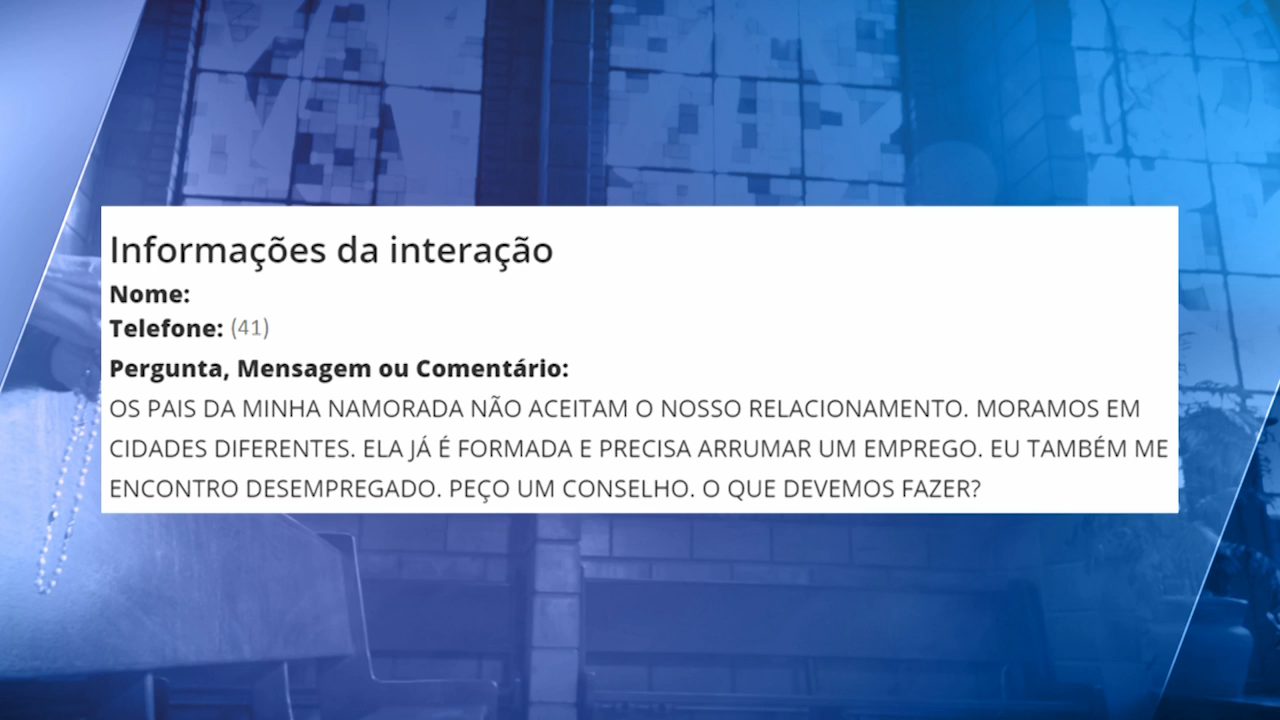 Informações da interação
Nome:
Telefone: (41)
Pergunta, Mensagem ou Comentário:
OS PAIS DA MINHA NAMORADA NÃO ACEITAM O NOSSO RELACIONAMENTO. MORAMOS EM
CIDADES DIFERENTES. ELA JÁ É FORMADA E PRECISA ARRUMAR UM EMPREGO. EU TAMBÉM ME
ENCONTRO DESEMPREGADO. PEÇO UM CONSELHO. O QUE DEVEMOS FAZER?